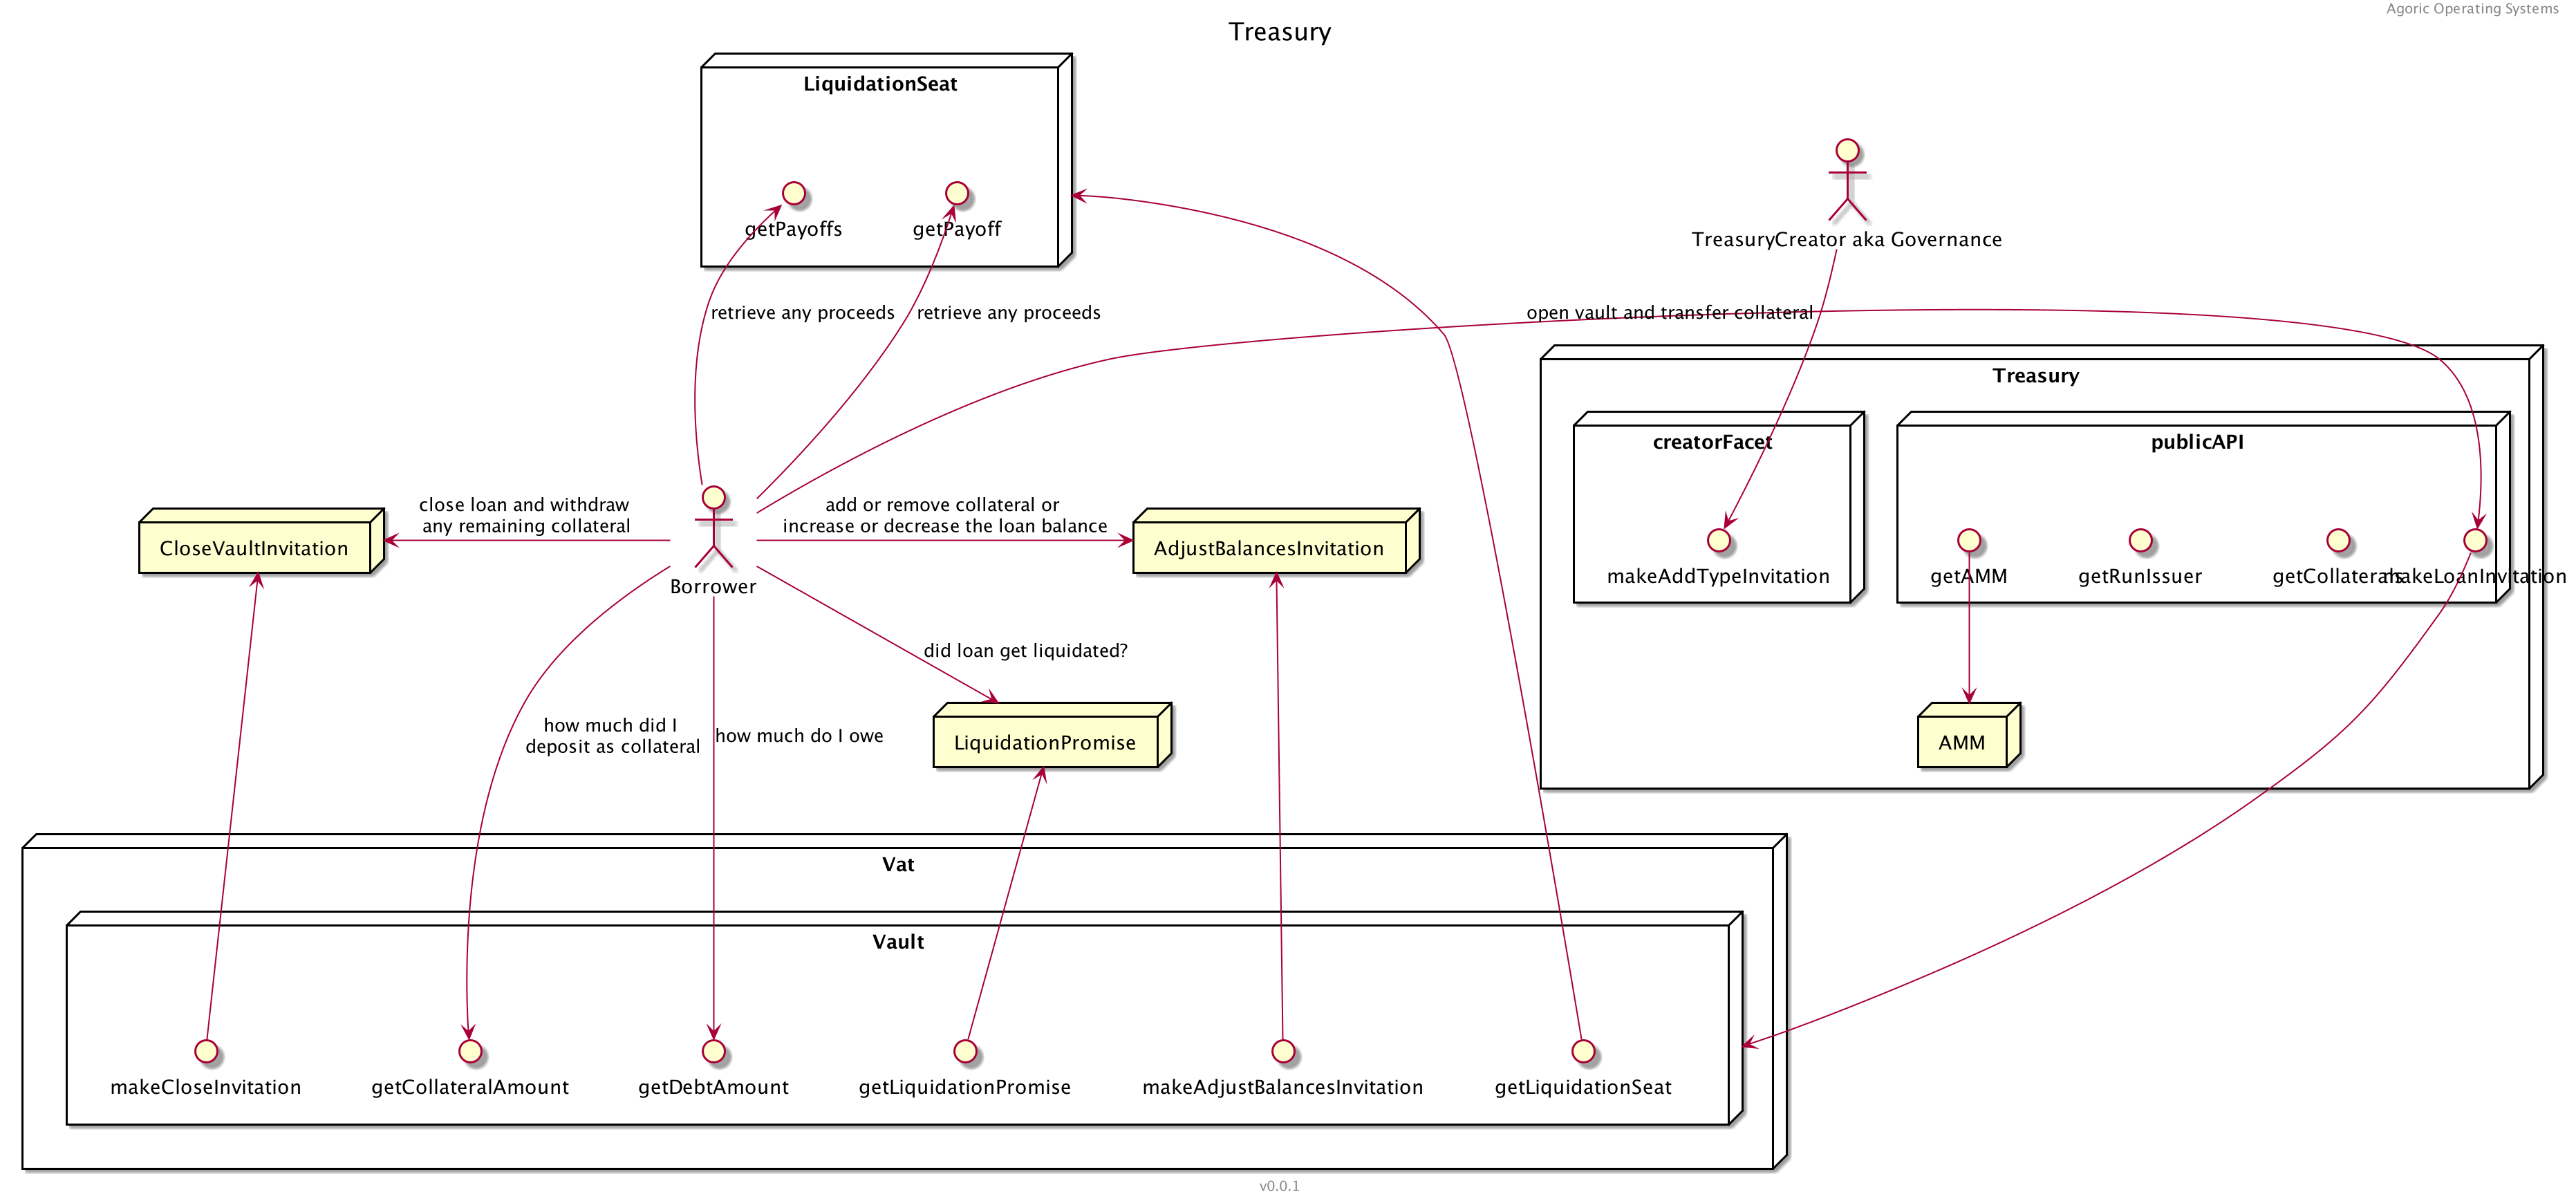 Agoric Operating Systems
Treasury
LiquidationSeat
getPayoffs
getPayoff
TreasuryCreator aka Governance
retrieve any proceeds
retrieve any proceeds
open vault and transfer collateral
Treasury
creatorFacet
publicAPI
makeAddTypeInvitation
getAMM
getRunIssuer
getCollaterals
makeLoanInvitation
AMM
close loan and withdraw
any remaining collateral
add or remove collateral or
increase or decrease the loan balance
CloseVaultInvitation
Borrower
AdjustBalancesInvitation
did loan get liquidated?
how much did I
deposit as collateral
how much do I owe
LiquidationPromise
Vat
Vault
makeCloseInvitation
getCollateralAmount
getDebtAmount
getLiquidationPromise
makeAdjustBalancesInvitation
getLiquidationSeat
v0.0.1